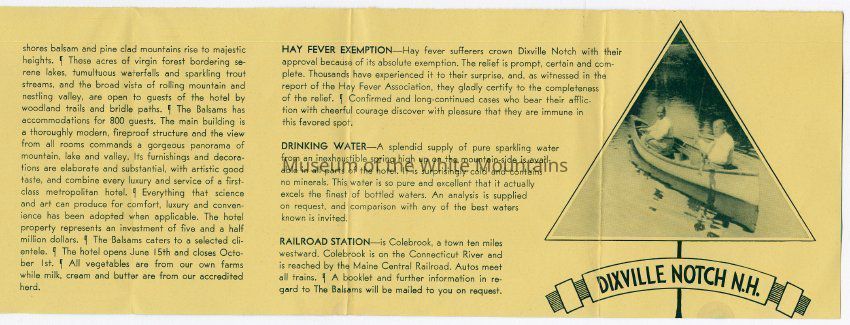 shores balsam and pine clad mountains rise to majestic
heights. ¶ These acres of virgin forest bordering se-
rene lakes, tumultuous waterfalls and sparkling trout
streams, and the broad vista of rolling mountain and
nestling valley, are open to guests of the hotel by
woodland trails and bridle paths. ¶ The Balsams has
accommodations for 800 guests. The main building is
a thoroughly modern, fireproof structure and the view
from all rooms commands a gorgeous panorama of
mountain, lake and valley. Its furnishings and decora-
tions are elaborate and substantial, with artistic good
taste, and combine every luxury and service of a first-
class metropolitan hotel. ¶ Everything that science
and art can produce for comfort, luxury and conven-
ience has been adopted when applicable. The hotel
property represents an investment of five and a half
million dollars. ¶ The Balsams caters to a selected cli-
entele. ¶ The hotel opens June 15th and closes Octo-
ber 1st. ¶ All vegetables are from our own farms
while milk, cream and butter are from our accredited
herd.
HAY FEVER EXEMPTION—Hay fever sufferers crown Dixville Notch with their
approval because of its absolute exemption. The relief is prompt, certain and com-
plete. Thousands have experienced it to their surprise, and, as witnessed in the
report of the Hay Fever Association, they gladly certify to the completeness
of the relief. ¶ Confirmed and long-continued cases who bear their afflic-
tion with cheerful courage discover with pleasure that they are immune in
this favored spot.
DRINKING WATER—A splendid supply of pure sparkling water
from an inexhaustible spring high up on the mountain side is avail-
able in all parts of the hotel. It is surprisingly cold and contains
no minerals. This water is so pure and excellent that it actually
excels the finest of bottled waters. An analysis is supplied
on request, and comparison with any of the best waters
known is invited.
RAILROAD STATION—is Colebrook, a town ten miles
westward. Colebrook is on the Connecticut River and
is reached by the Maine Central Railroad. Autos meet
all trains. ¶ A booklet and further information in re-
gard to The Balsams will be mailed to you on request.
Museum of the White Mountains
DIXVILLE NOTCH N.H.